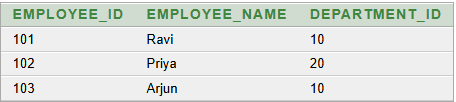 EMPLOYEE_ID EMPLOYEE_NAME DEPARTMENT_ID
101 Ravi 10
102 Priya 20
103 Arjun 10